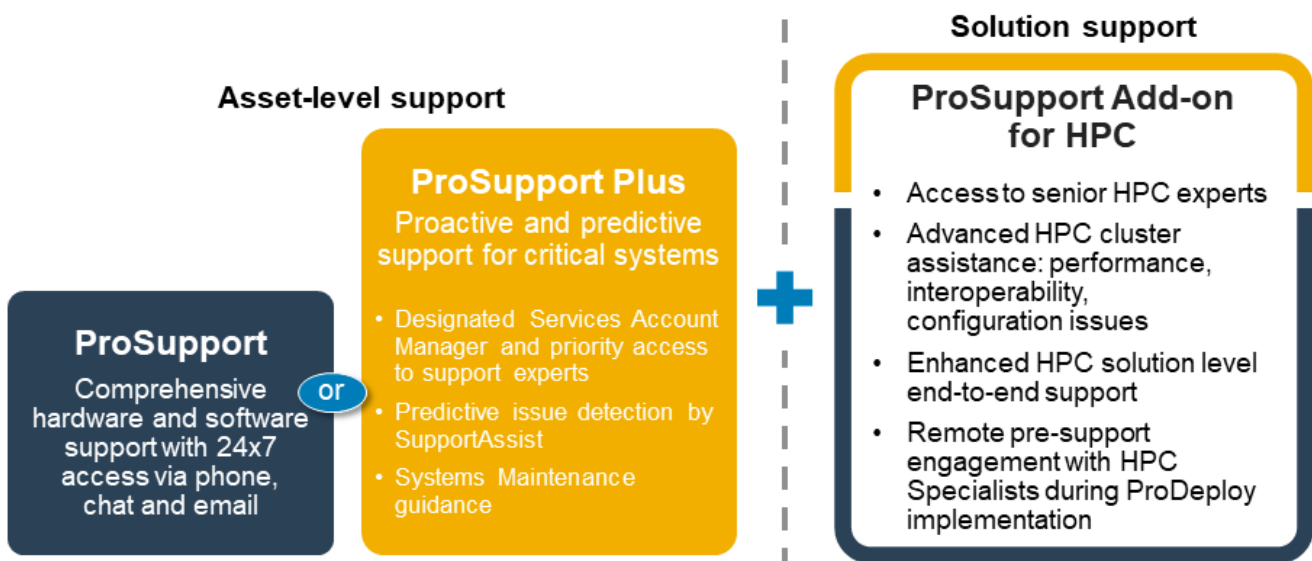 Asset-level support
ProSupport
Comprehensive
hardware and software
support with 24x7
access via phone,
chat and email
or
ProSupport Plus
Proactive and predictive
support for critical systems
• Designated Services Account
Manager and priority access
to support experts
• Predictive issue detection by
SupportAssist
• Systems Maintenance
guidance
Solution support
ProSupport Add-on
for HPC
• Access to senior HPC experts
• Advanced HPC cluster
assistance: performance,
interoperability,
configuration issues
• Enhanced HPC solution level
end-to-end support
• Remote pre-support
engagement with HPC
Specialists during ProDeploy
implementation